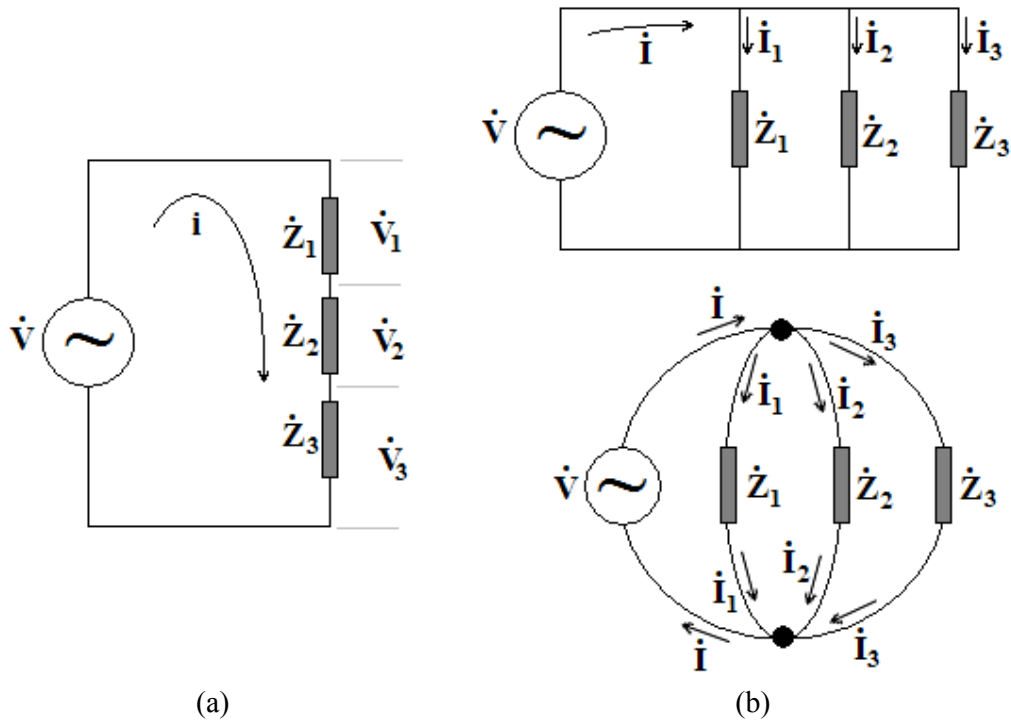 V̇
i
Ż₁
Ż₂
Ż₃
V̇₁
V̇₂
V̇₃
(a)
V̇
İ
İ₁
İ₂
İ₃
Ż₁
Ż₂
Ż₃
V̇
İ
İ₁
İ₂
İ₃
Ż₁
Ż₂
Ż₃
İ₁
İ₂
İ₃
İ
(b)